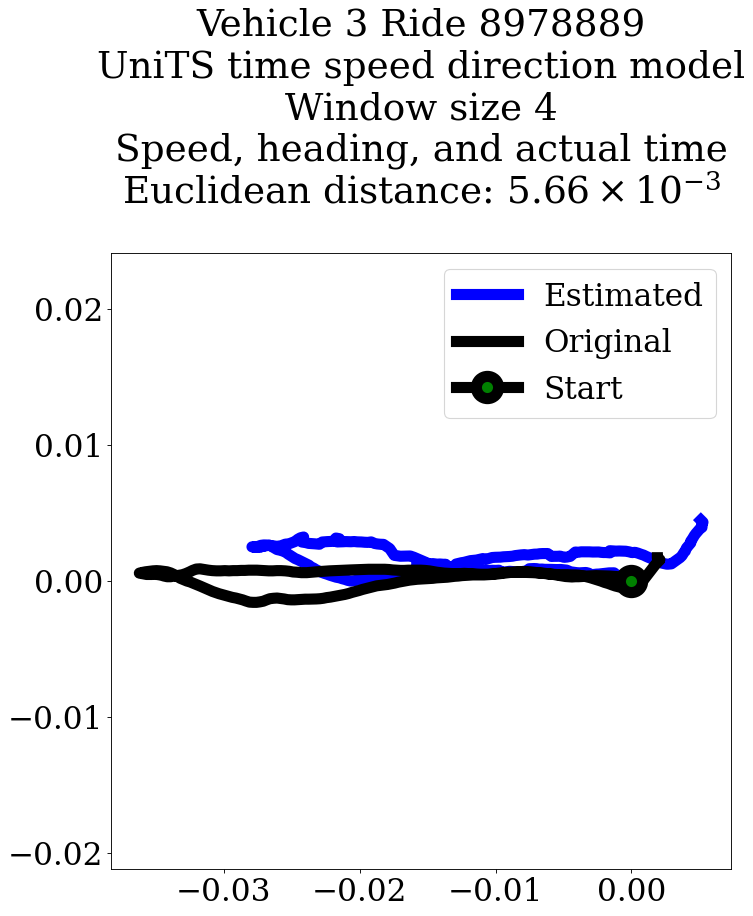 Vehicle 3 Ride 8978889
UniTS time speed direction model
Window size 4
Speed, heading, and actual time
Euclidean distance: 5.66 × 10⁻³
Estimated
Original
Start
0.02
0.01
0.00
−0.01
−0.02
−0.03
−0.02
−0.01
0.00